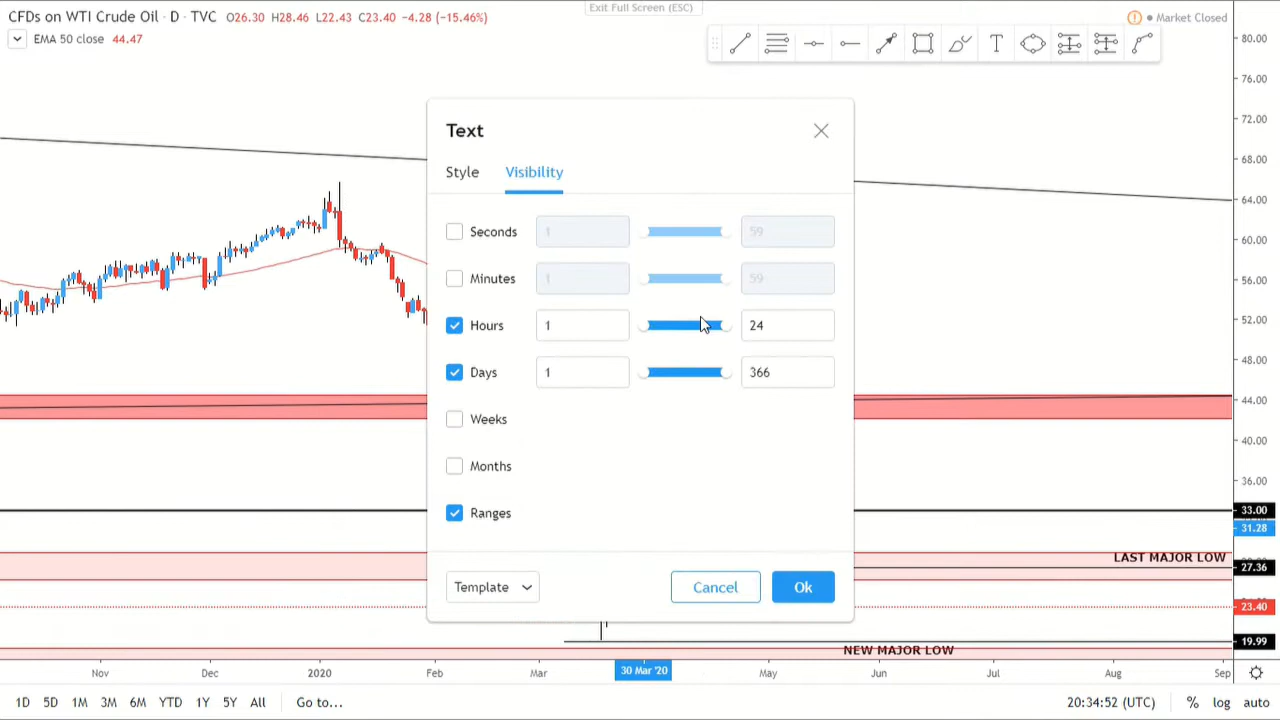 Exit Full Screen (ESC)
CFDs on WTI Crude Oil · D · TVC O26.30 H28.46 L22.43 C23.40 −4.28 (−15.46%)
Market Closed
EMA 50 close 44.47
Text
Style Visibility
Seconds 1 59
Minutes 1 59
Hours 1 24
Days 1 366
Weeks
Months
Ranges
Template Cancel Ok
80.00
76.00
72.00
68.00
64.00
60.00
56.00
52.00
48.00
44.00
40.00
36.00
33.00
31.28
LAST MAJOR LOW
27.36
23.40
19.99
NEW MAJOR LOW
Nov Dec 2020 Feb Mar 30 Mar '20 May Jun Jul Aug Sep
1D 5D 1M 3M 6M YTD 1Y 5Y All Go to... 20:34:52 (UTC) % log auto